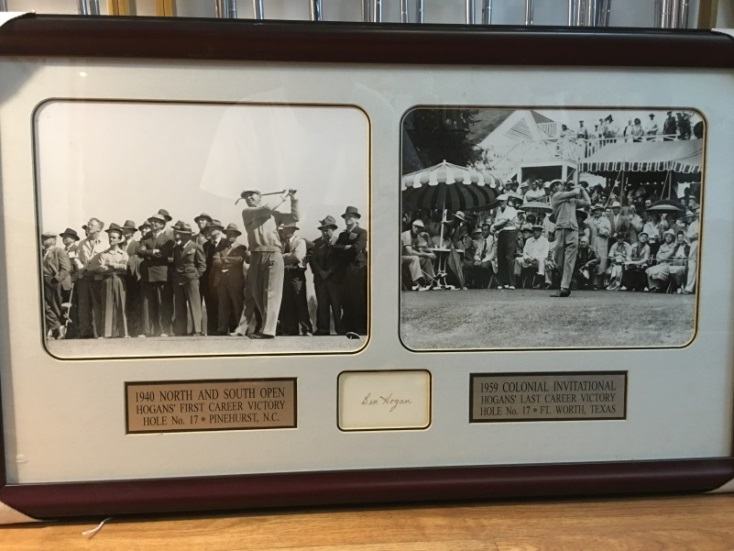 1940 NORTH AND SOUTH OPEN
HOGANS' FIRST CAREER VICTORY
HOLE No. 17 * PINEHURST, N.C.
Ben Hogan
1959 COLONIAL INVITATIONAL
HOGANS' LAST CAREER VICTORY
HOLE No. 17 * FT. WORTH, TEXAS